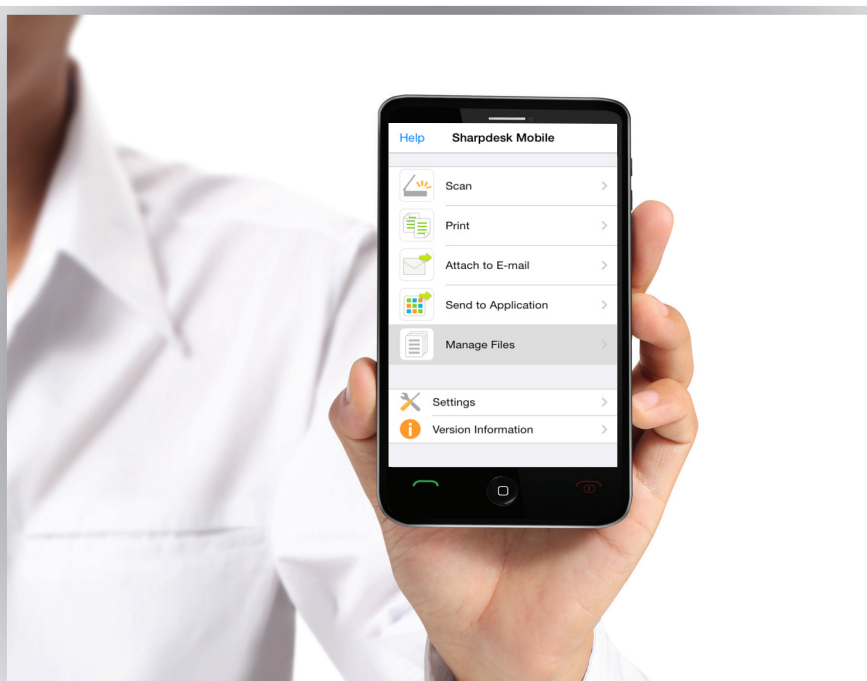 Help Sharpdesk Mobile
Scan
Print
Attach to E-mail
Send to Application
Manage Files
Settings
Version Information